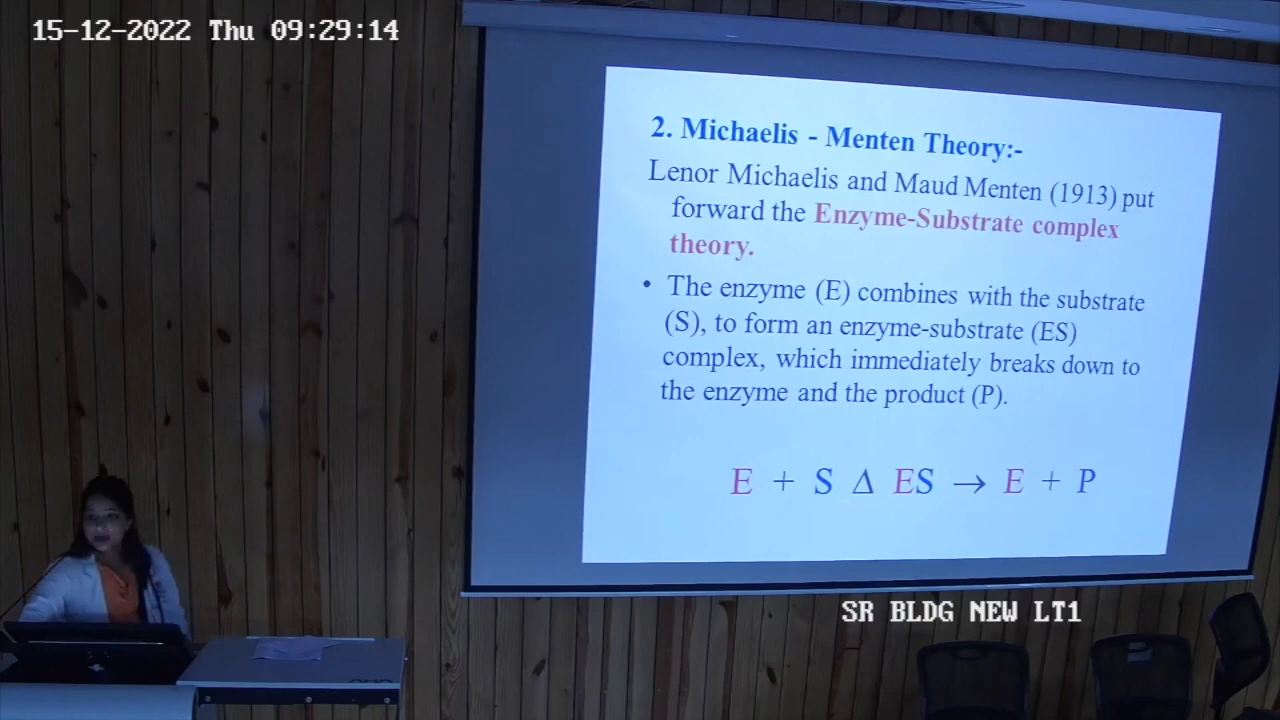 15-12-2022 Thu 09:29:14
2. Michaelis - Menten Theory:-
Lenor Michaelis and Maud Menten (1913) put
forward the Enzyme-Substrate complex
theory.
• The enzyme (E) combines with the substrate
(S), to form an enzyme-substrate (ES)
complex, which immediately breaks down to
the enzyme and the product (P).
E + S Δ ES → E + P
SR BLDG NEW LT1